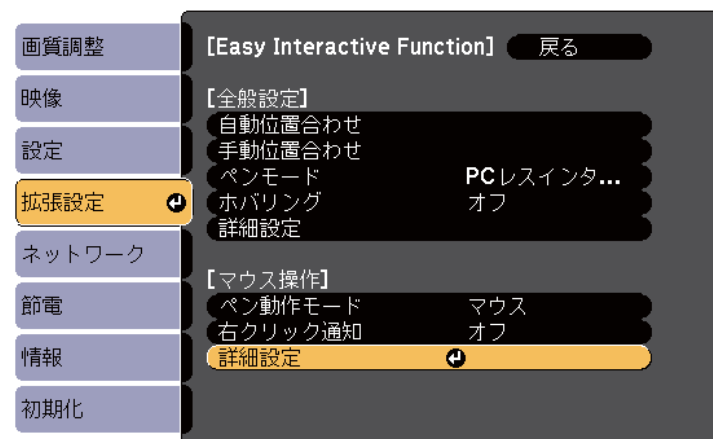 画質調整
映像
設定
拡張設定
ネットワーク
節電
情報
初期化
[Easy Interactive Function] 戻る
[全般設定]
自動位置合わせ
手動位置合わせ
ペンモード PCレスインタ...
ホバリング オフ
詳細設定
[マウス操作]
ペン動作モード マウス
右クリック通知 オフ
詳細設定